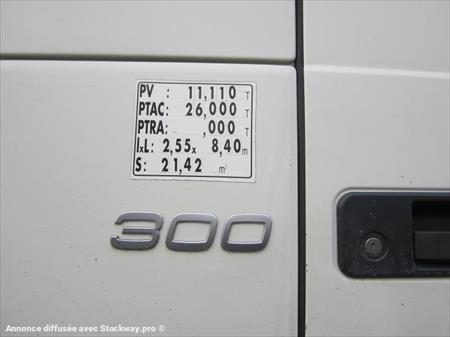 PV : 11,110 T
PTAC: 26,000 T
PTRA: ,000 T
lxL: 2,55x 8,40m
S: 21,42 m²
300
Annonce diffusée avec Stockway.pro ®